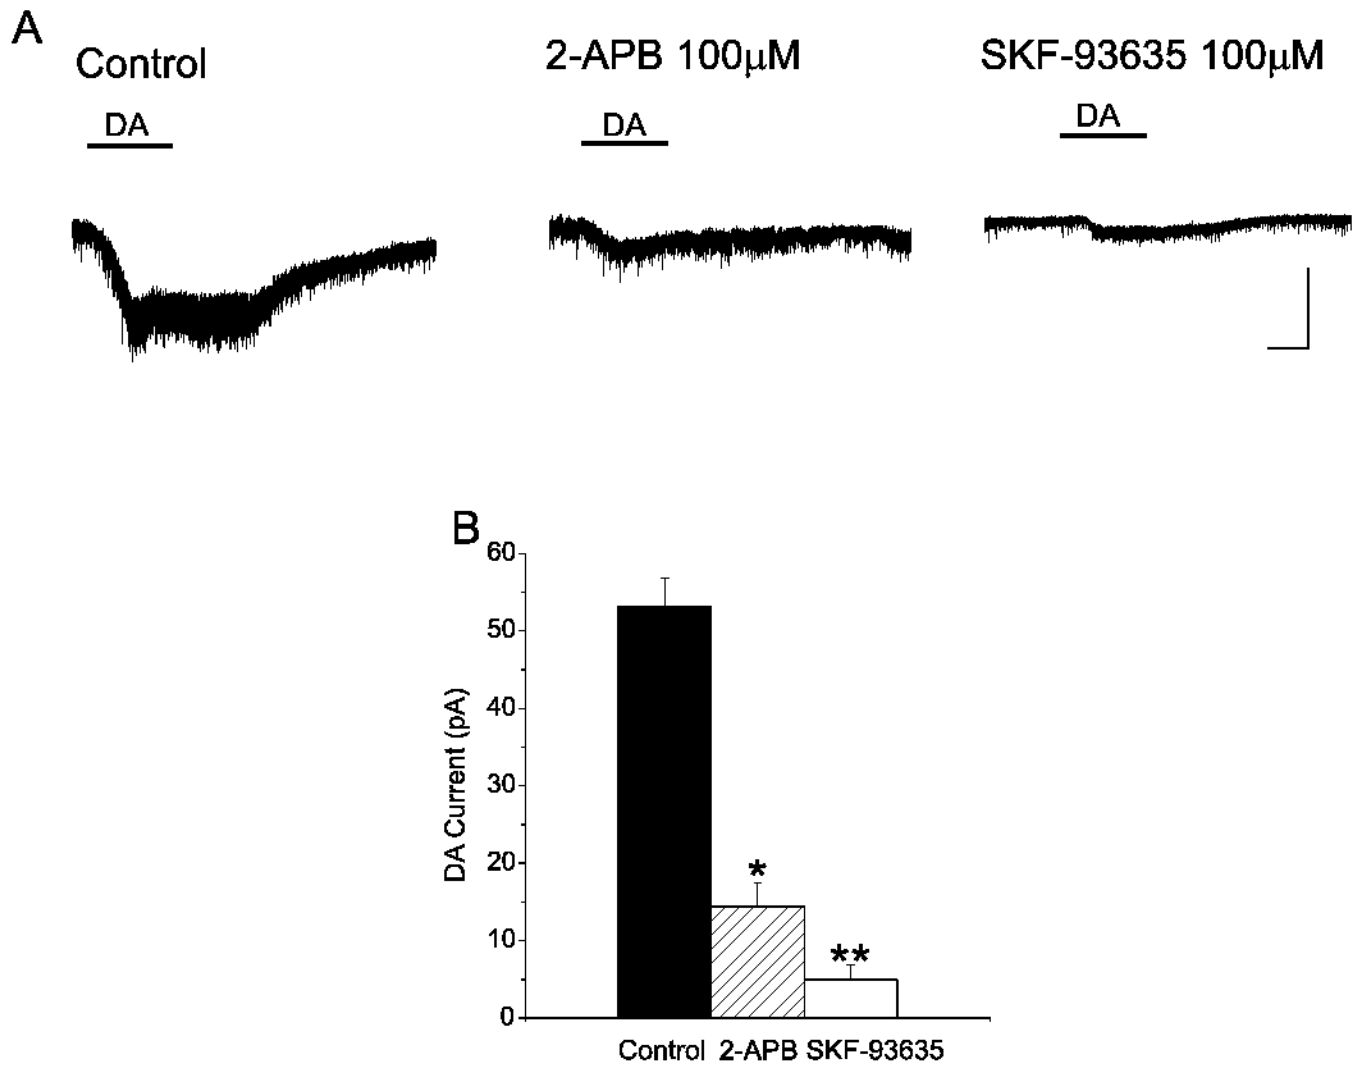 A
Control
2-APB 100μM
SKF-93635 100μM
DA
DA
DA
B
60
50
40
30
20
10
0
DA Current (pA)
*
**
Control 2-APB SKF-93635